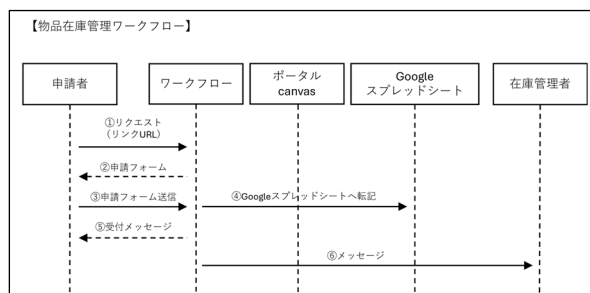 【物品在庫管理ワークフロー】
申請者
ワークフロー
ポータル
canvas
Google
スプレッドシート
在庫管理者
①リクエスト
（リンクURL）
②申請フォーム
③申請フォーム送信
④Googleスプレッドシートへ転記
⑤受付メッセージ
⑥メッセージ